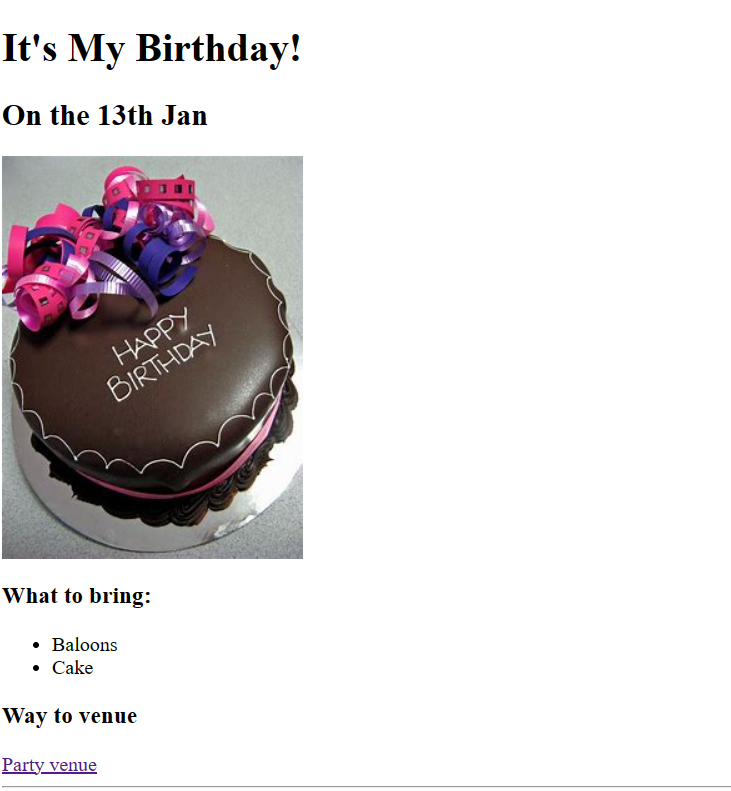 It's My Birthday!
On the 13th Jan
HAPPY
BIRTHDAY
What to bring:
Baloons
Cake
Way to venue
Party venue